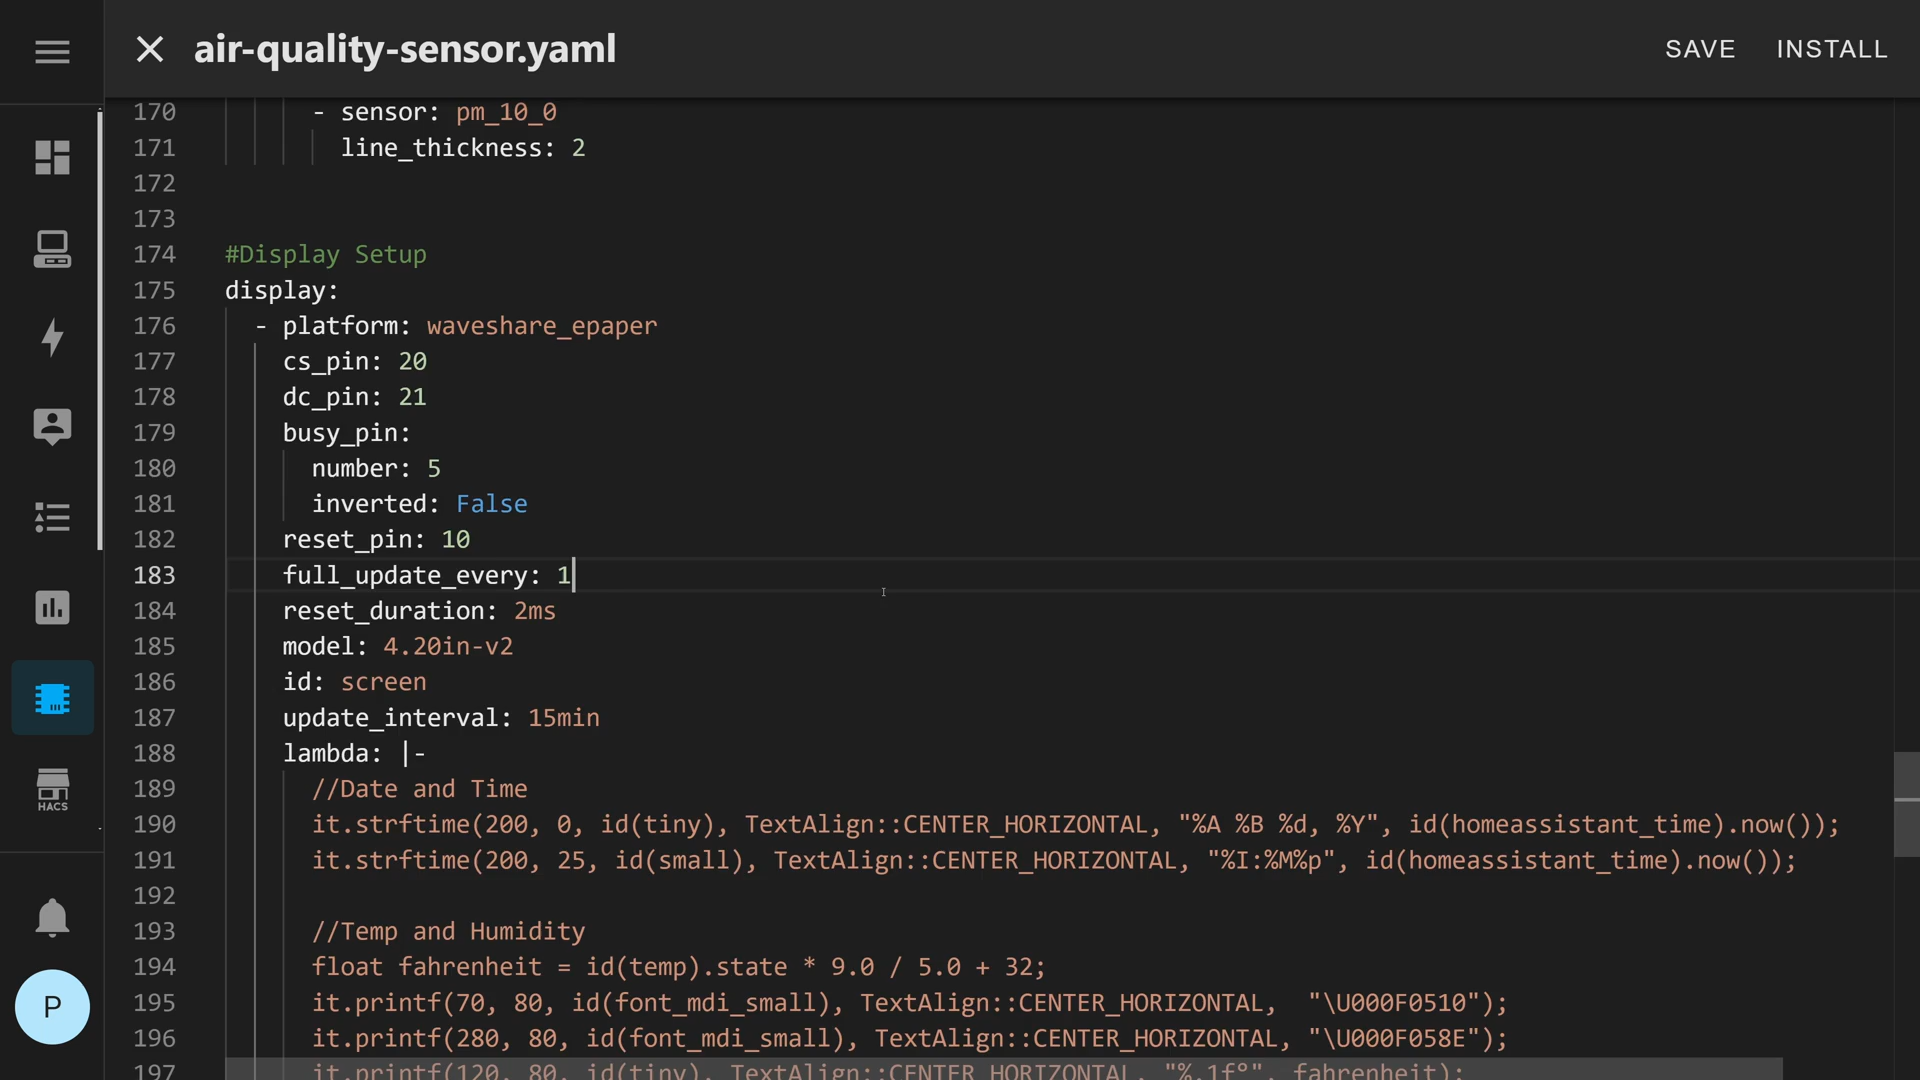 air-quality-sensor.yaml
SAVE INSTALL
170 - sensor: pm_10_0
171 line_thickness: 2
172
173
174 #Display Setup
175 display:
176 - platform: waveshare_epaper
177 cs_pin: 20
178 dc_pin: 21
179 busy_pin:
180 number: 5
181 inverted: False
182 reset_pin: 10
183 full_update_every: 1
184 reset_duration: 2ms
185 model: 4.20in-v2
186 id: screen
187 update_interval: 15min
188 lambda: |-
189 //Date and Time
190 it.strftime(200, 0, id(tiny), TextAlign::CENTER_HORIZONTAL, "%A %B %d, %Y", id(homeassistant_time).now());
191 it.strftime(200, 25, id(small), TextAlign::CENTER_HORIZONTAL, "%I:%M%p", id(homeassistant_time).now());
192
193 //Temp and Humidity
194 float fahrenheit = id(temp).state * 9.0 / 5.0 + 32;
195 it.printf(70, 80, id(font_mdi_small), TextAlign::CENTER_HORIZONTAL, "\U000F0510");
196 it.printf(280, 80, id(font_mdi_small), TextAlign::CENTER_HORIZONTAL, "\U000F058E");
197 it.printf(120, 80, id(tiny), TextAlign::CENTER_HORIZONTAL, "%.1f°", fahrenheit);
HACS
P